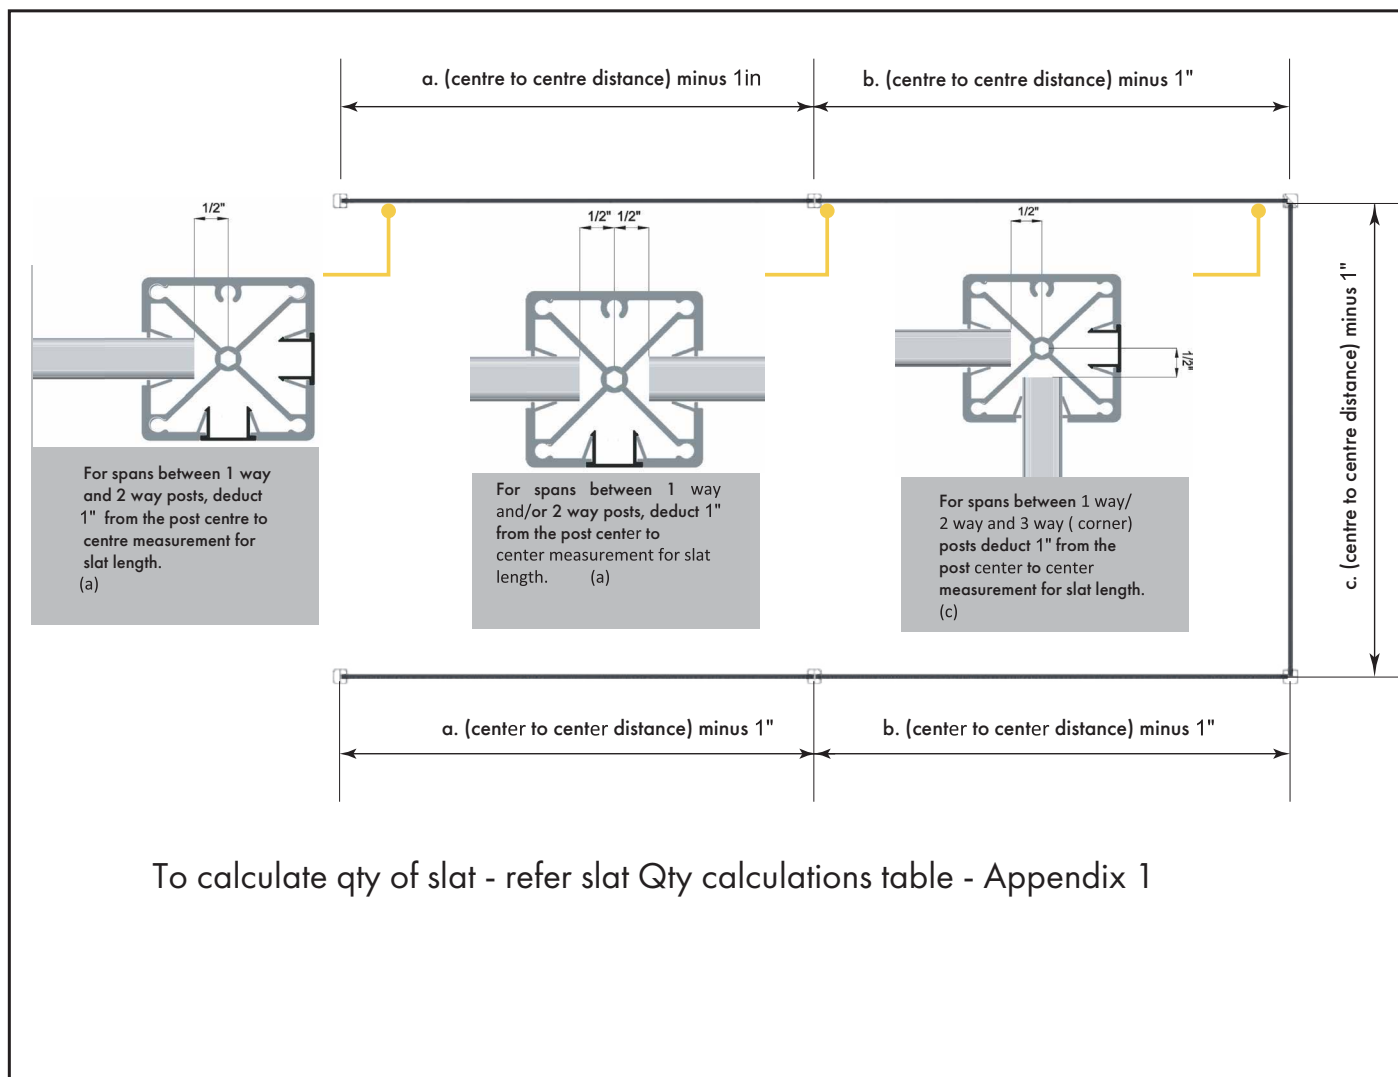 a. (centre to centre distance) minus 1in
b. (centre to centre distance) minus 1"
1/2"
1/2" 1/2"
1/2"
1/2"
c. (centre to centre distance) minus 1"
For spans between 1 way
and 2 way posts, deduct
1" from the post centre to
centre measurement for
slat length.
(a)
For spans between 1 way
and/or 2 way posts, deduct 1"
from the post center to
center measurement for slat
length. (a)
For spans between 1 way/
2 way and 3 way ( corner)
posts deduct 1" from the
post center to center
measurement for slat length.
(c)
a. (center to center distance) minus 1"
b. (center to center distance) minus 1"
To calculate qty of slat - refer slat Qty calculations table - Appendix 1